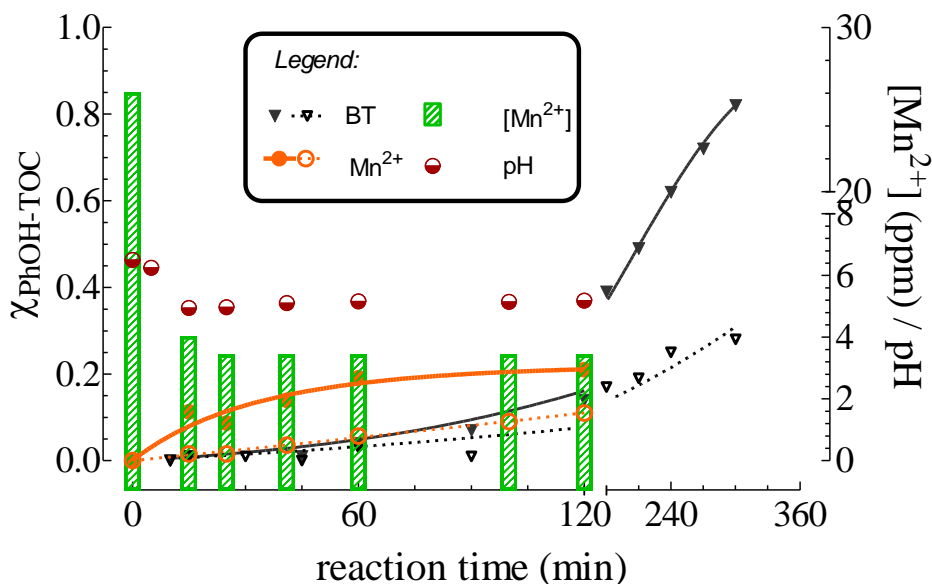 1.0
0.8
0.6
0.4
0.2
0.0
χPhOH-TOC
Legend:
BT
[Mn²⁺]
Mn²⁺
pH
30
20
8
6
4
2
0
[Mn²⁺] (ppm) / pH
0
60
120
240
360
reaction time (min)